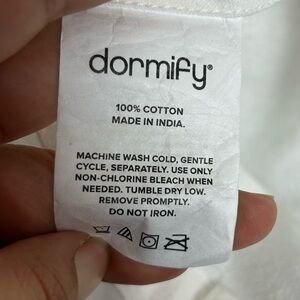 dormify®
100% COTTON
MADE IN INDIA.
MACHINE WASH COLD, GENTLE
CYCLE, SEPARATELY. USE ONLY
NON-CHLORINE BLEACH WHEN
NEEDED. TUMBLE DRY LOW.
REMOVE PROMPTLY.
DO NOT IRON.